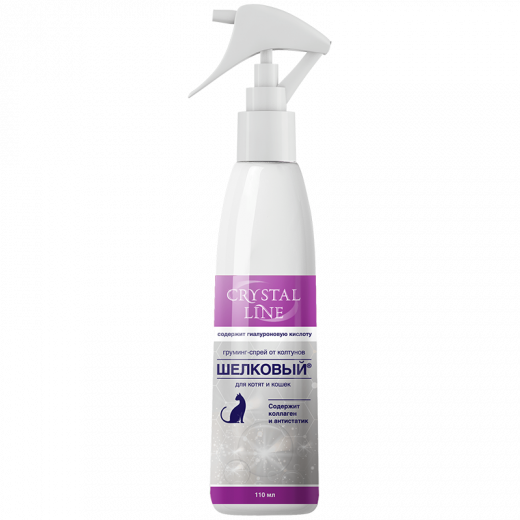 CRYSTAL
LINE
содержит гиалуроновую кислоту
груминг-спрей от колтунов
ШЕЛКОВЫЙ®
для котят и кошек
Содержит
коллаген
и антистатик
110 мл